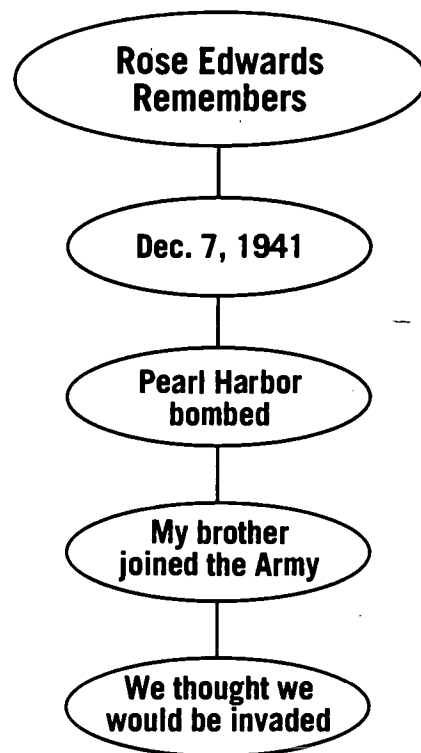 Rose Edwards
Remembers
Dec. 7, 1941
Pearl Harbor
bombed
My brother
joined the Army
We thought we
would be invaded